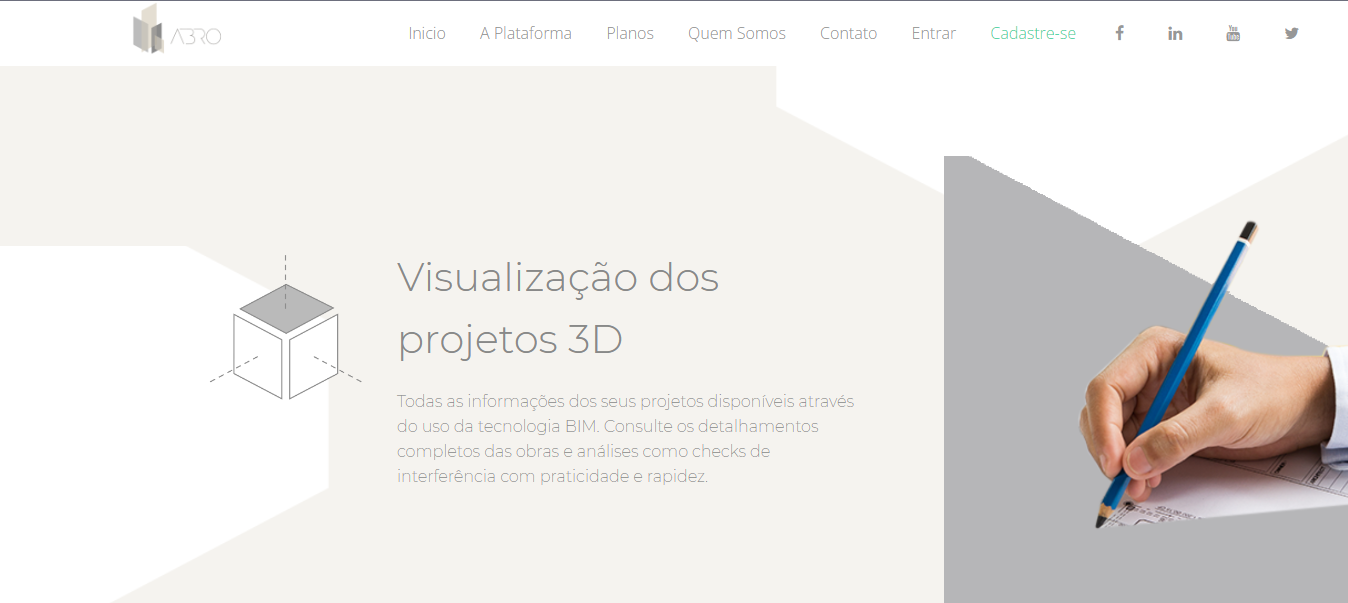 ABRO
Inicio A Plataforma Planos Quem Somos Contato Entrar Cadastre-se
Visualização dos
projetos 3D
Todas as informações dos seus projetos disponíveis através
do uso da tecnologia BIM. Consulte os detalhamentos
completos das obras e análises como checks de
interferência com praticidade e rapidez.